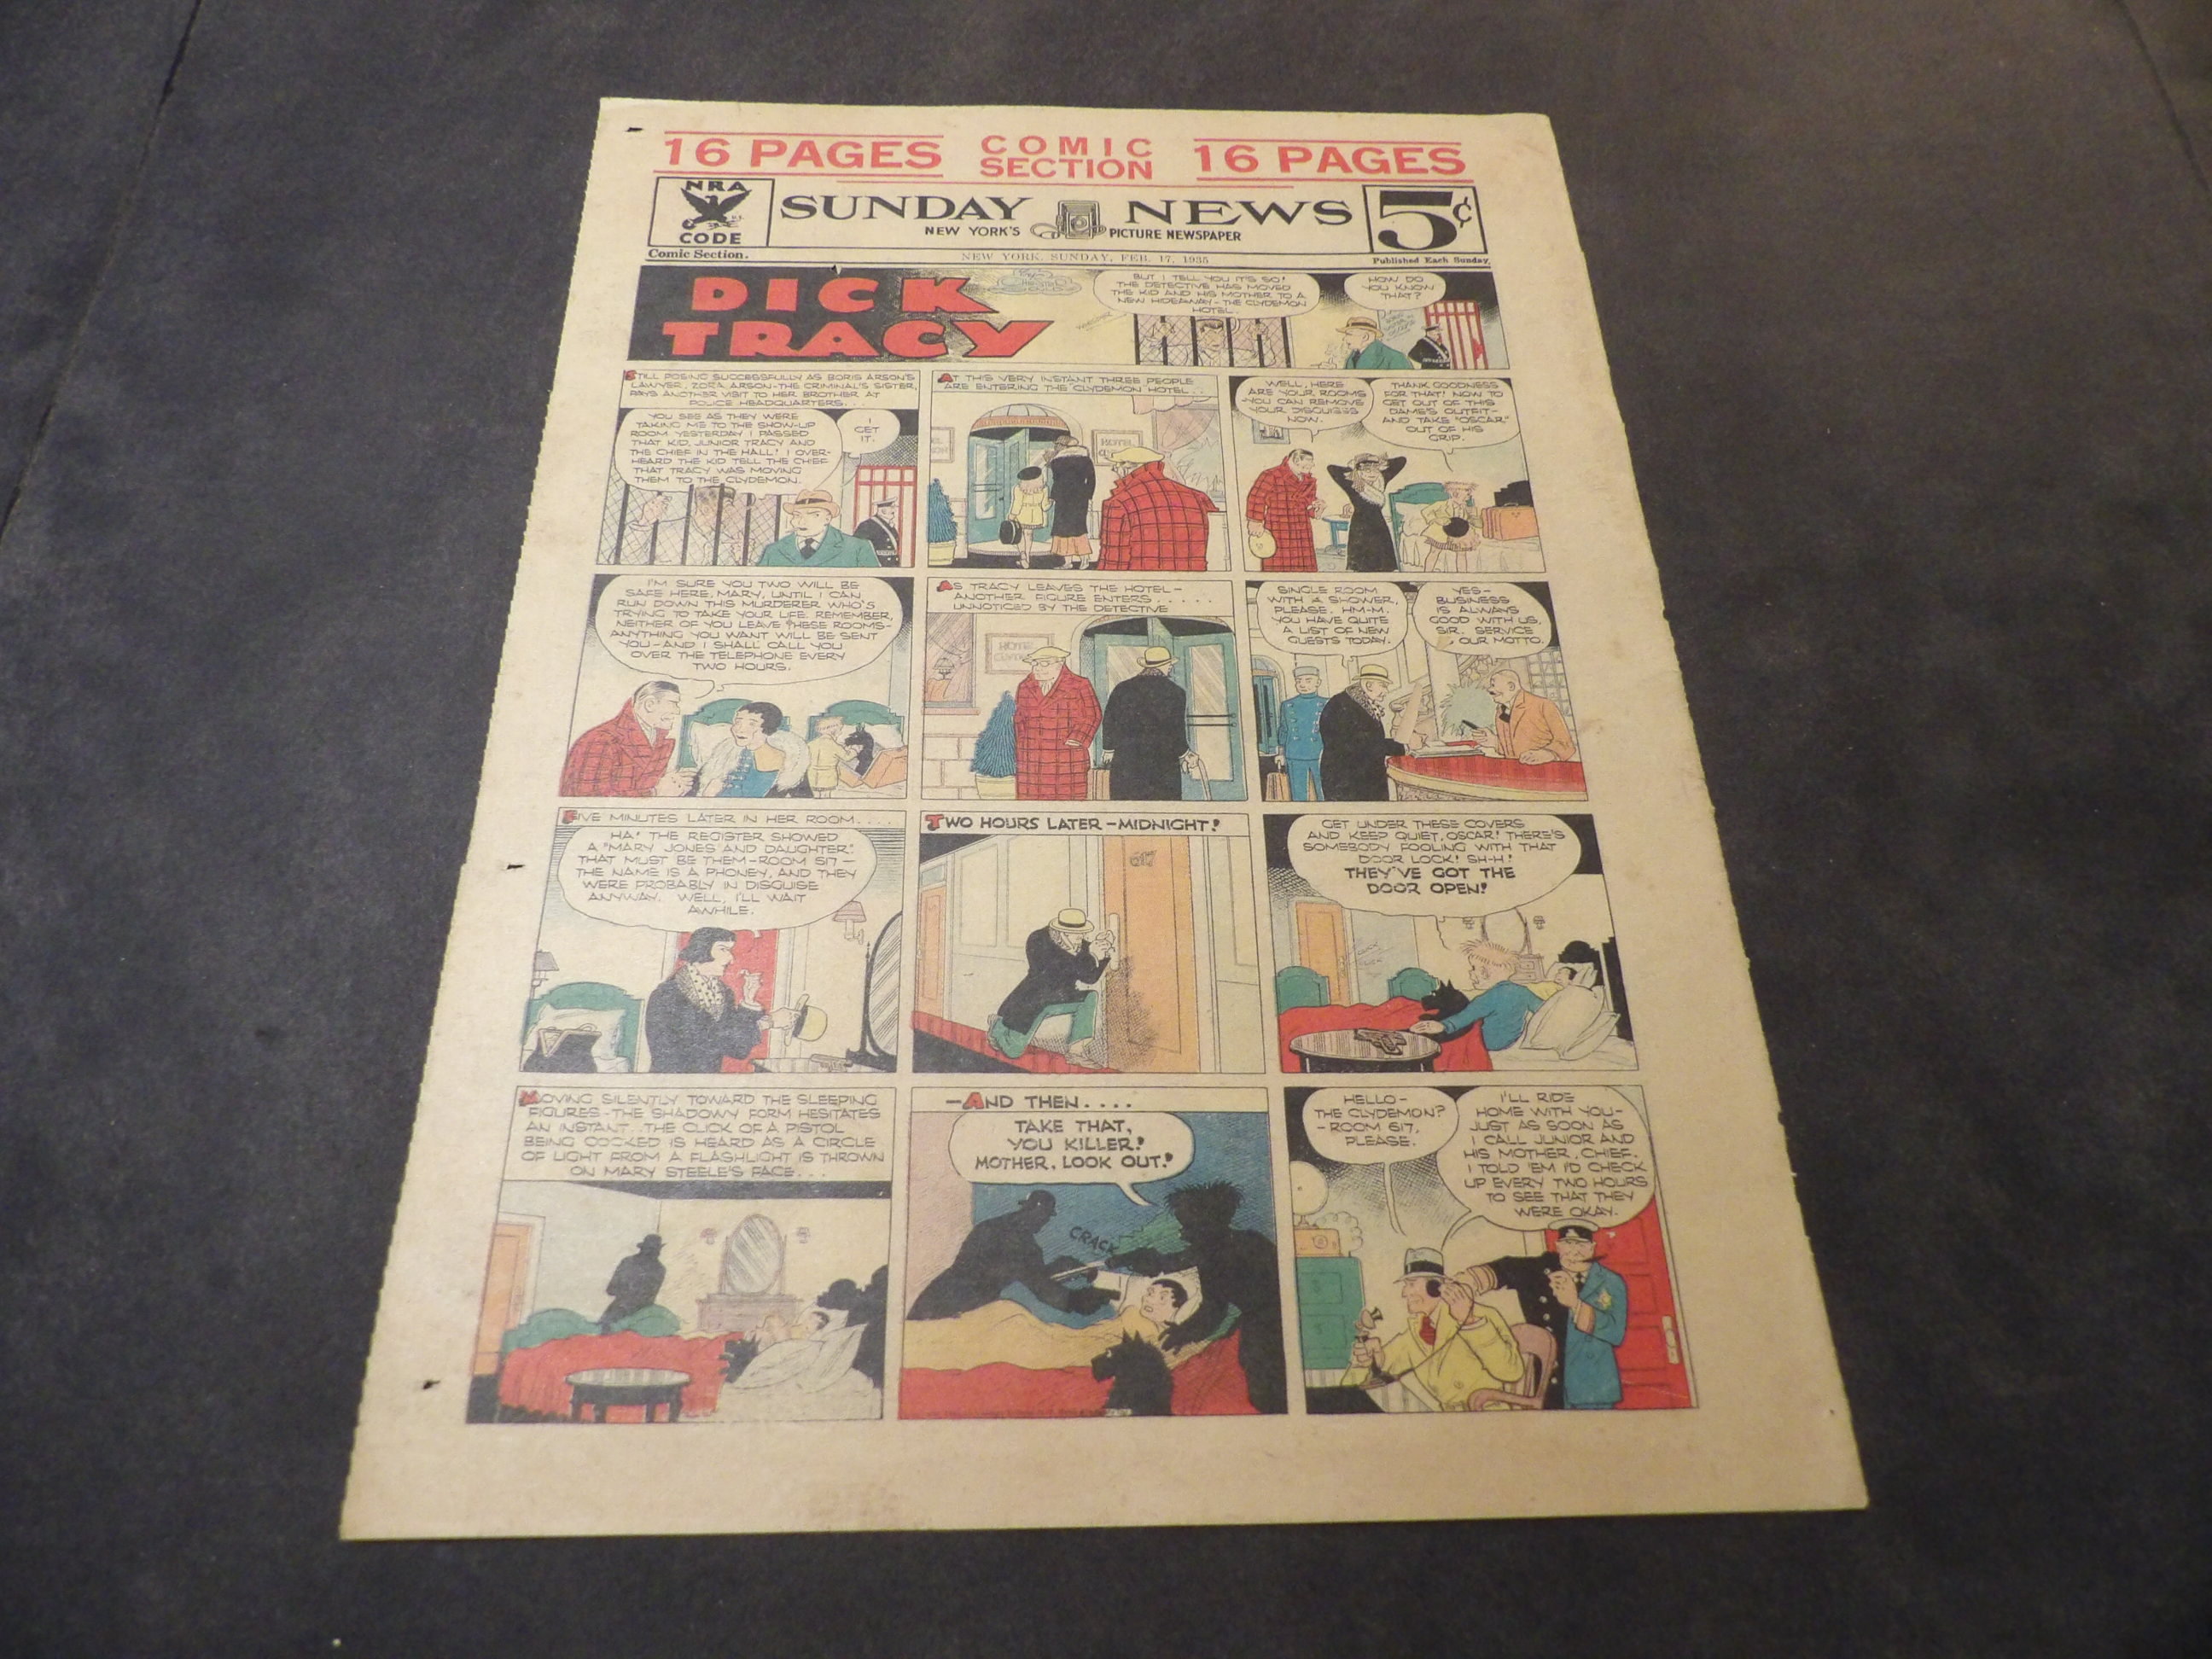 16 PAGES COMIC SECTION 16 PAGES
NRA
CODE
SUNDAY NEWS
NEW YORK'S PICTURE NEWSPAPER
5¢
Comic Section.
NEW YORK, SUNDAY, FEB. 17, 1935
Published Each Sunday
DICK
TRACY
BUT I TELL YOU IT'S SO!
THE DETECTIVE HAS MOVED
THE KID AND HIS MOTHER TO A
NEW HIDEAWAY - THE CLYDEMON
HOTEL.
HOW DO
YOU KNOW
THAT?
STILL POSING SUCCESSFULLY AS BORIS ARSON'S
LAWYER, ZORA ARSON - THE CRIMINAL'S SISTER,
PAYS ANOTHER VISIT TO HER BROTHER AT
POLICE HEADQUARTERS...
YOU SEE AS THEY WERE
TAKING ME TO THE SHOW-UP
ROOM YESTERDAY I PASSED
THAT KID, JUNIOR TRACY AND
THE CHIEF IN THE HALL! I OVER-
HEARD THE KID TELL THE CHIEF
THAT TRACY WAS MOVING
THEM TO THE CLYDEMON.
I
GET
IT.
AT THIS VERY INSTANT THREE PEOPLE
ARE ENTERING THE CLYDEMON HOTEL...
HOTEL
WELL, HERE
ARE YOUR ROOMS
YOU CAN REMOVE
YOUR DISGUISES
NOW.
THANK GOODNESS
FOR THAT! NOW TO
GET OUT OF THIS
DAME'S OUTFIT -
AND TAKE "OSCAR"
OUT OF HIS
GRIP.
I'M SURE YOU TWO WILL BE
SAFE HERE, MARY, UNTIL I CAN
RUN DOWN THIS MURDERER WHO'S
TRYING TO TAKE YOUR LIFE. REMEMBER,
NEITHER OF YOU LEAVE THESE ROOMS -
ANYTHING YOU WANT WILL BE SENT
YOU - AND I SHALL CALL YOU
OVER THE TELEPHONE EVERY
TWO HOURS.
AS TRACY LEAVES THE HOTEL -
ANOTHER FIGURE ENTERS.....
UNNOTICED BY THE DETECTIVE
HOTEL
SINGLE ROOM
WITH A SHOWER,
PLEASE. HM-M.
YOU HAVE QUITE
A LIST OF NEW
GUESTS TODAY.
YES -
BUSINESS
IS ALWAYS
GOOD WITH US,
SIR. SERVICE
OUR MOTTO.
FIVE MINUTES LATER IN HER ROOM....
HA! THE REGISTER SHOWED
A "MARY JONES AND DAUGHTER".
THAT MUST BE THEM - ROOM 617 -
THE NAME IS A PHONEY, AND THEY
WERE PROBABLY IN DISGUISE
ANYWAY. WELL, I'LL WAIT
AWHILE.
TWO HOURS LATER - MIDNIGHT!
617
GET UNDER THESE COVERS
AND KEEP QUIET, OSCAR! THERE'S
SOMEBODY FOOLING WITH THAT
DOOR LOCK! SH-H!
THEY'VE GOT THE
DOOR OPEN!
MOVING SILENTLY TOWARD THE SLEEPING
FIGURES - THE SHADOWY FORM HESITATES
AN INSTANT. THE CLICK OF A PISTOL
BEING COCKED IS HEARD AS A CIRCLE
OF LIGHT FROM A FLASHLIGHT IS THROWN
ON MARY STEELE'S FACE...
-AND THEN....
TAKE THAT,
YOU KILLER!
MOTHER, LOOK OUT!
CRACK
HELLO -
THE CLYDEMON?
- ROOM 617,
PLEASE.
I'LL RIDE
HOME WITH YOU -
JUST AS SOON AS
I CALL JUNIOR AND
HIS MOTHER, CHIEF.
I TOLD 'EM I'D CHECK
UP EVERY TWO HOURS
TO SEE THAT THEY
WERE OKAY.